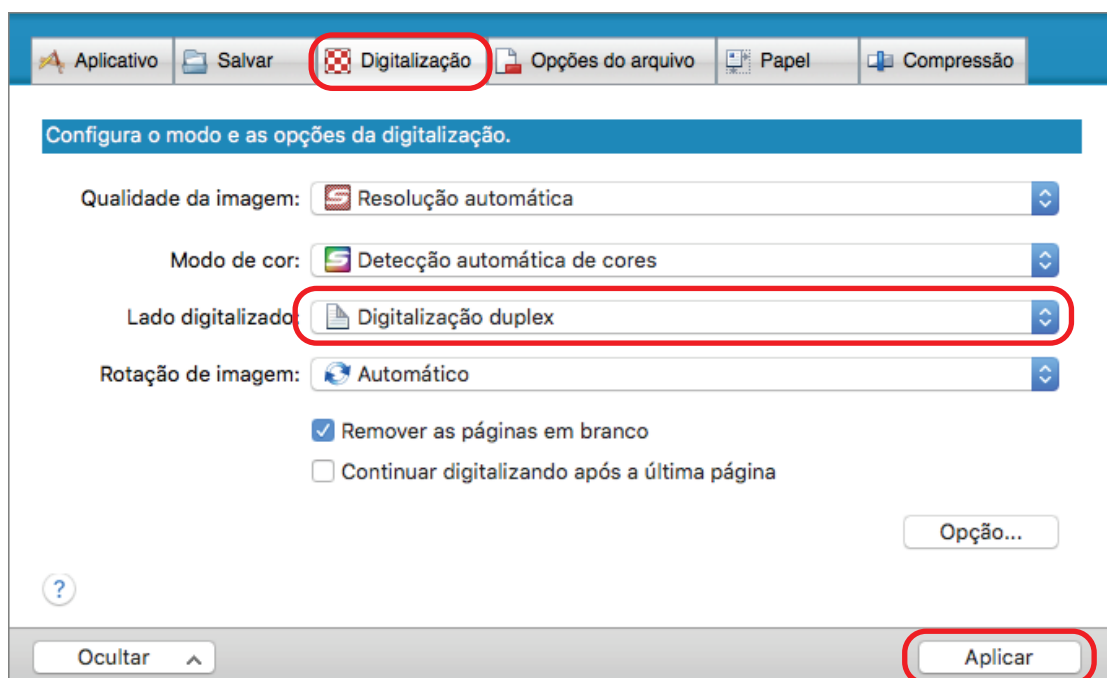 Aplicativo Salvar Digitalização Opções do arquivo Papel Compressão
Configura o modo e as opções da digitalização.
Qualidade da imagem: Resolução automática
Modo de cor: Detecção automática de cores
Lado digitalizado: Digitalização duplex
Rotação de imagem: Automático
Remover as páginas em branco
Continuar digitalizando após a última página
Opção...
?
Ocultar Aplicar